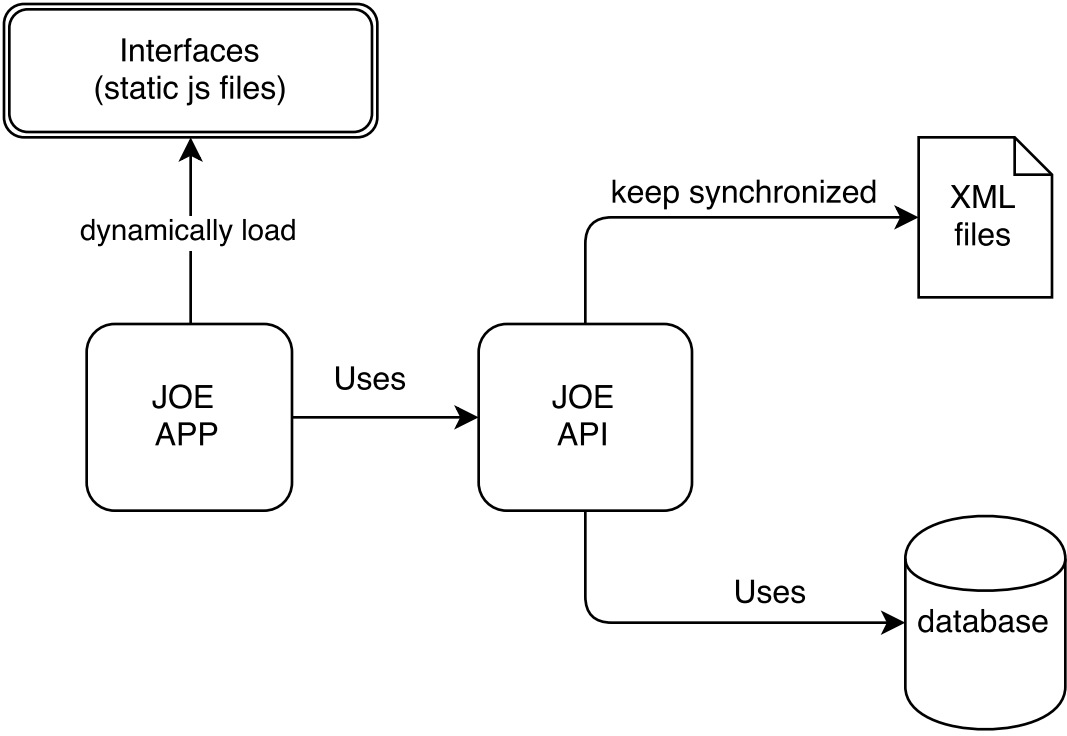 Interfaces
(static js files)
dynamically load
keep synchronized
XML
files
JOE
APP
Uses
JOE
API
Uses
database